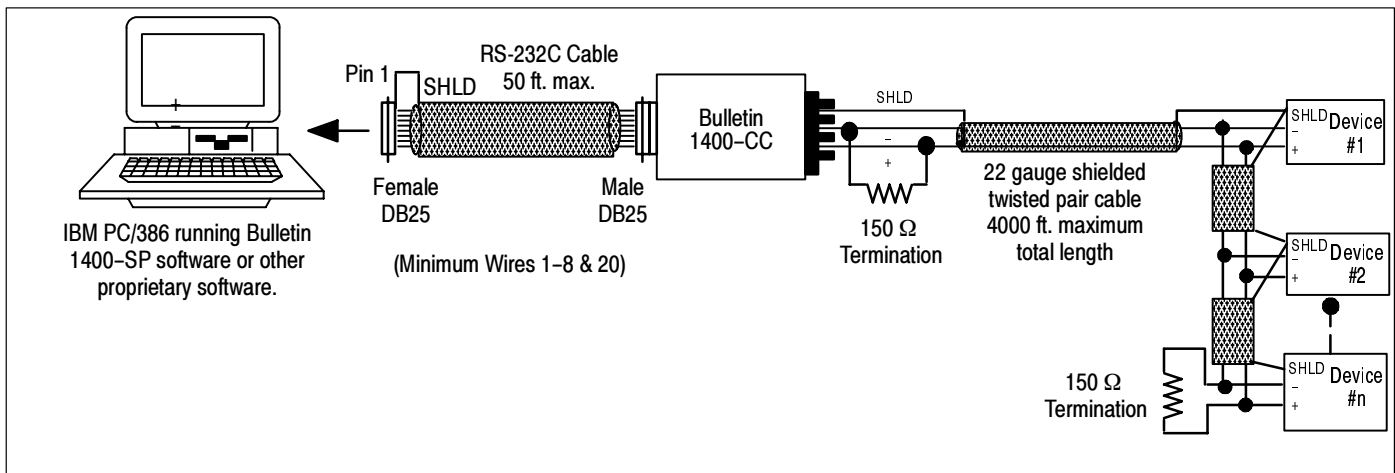 Pin 1
SHLD
RS-232C Cable
50 ft. max.
Female
DB25
Male
DB25
(Minimum Wires 1–8 & 20)
IBM PC/386 running Bulletin
1400–SP software or other
proprietary software.
Bulletin
1400–CC
SHLD
–
+
150 Ω
Termination
22 gauge shielded
twisted pair cable
4000 ft. maximum
total length
SHLD Device
– #1
+
SHLD Device
– #2
+
SHLD Device
– #n
+
150 Ω
Termination